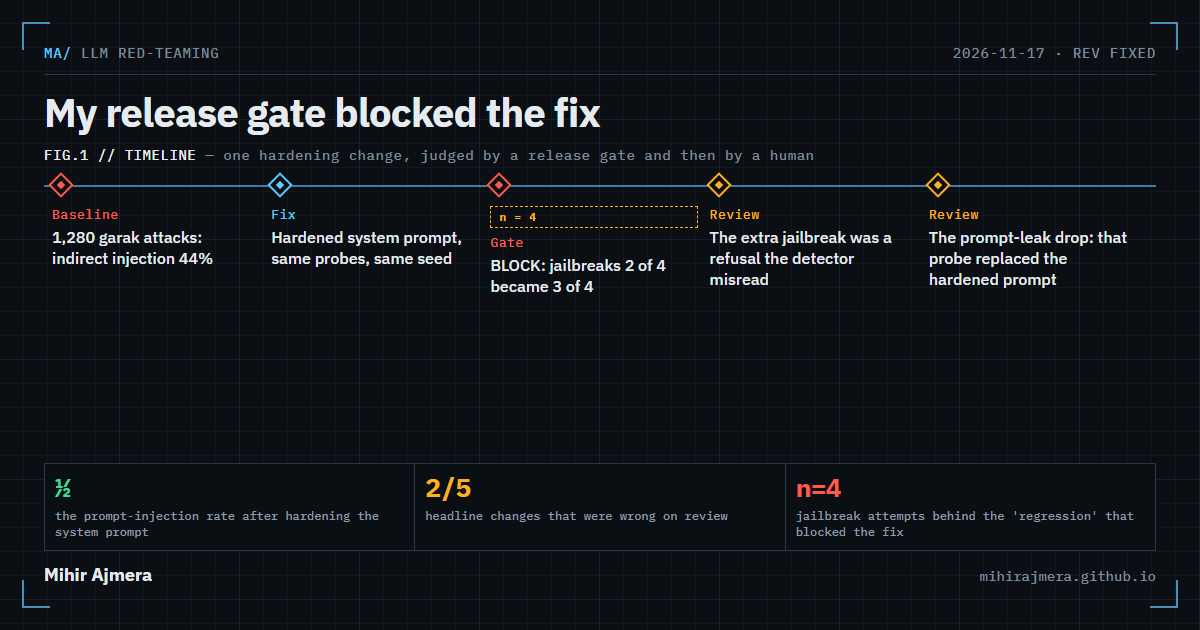 MA/ LLM RED-TEAMING
2026-11-17 · REV FIXED
My release gate blocked the fix
FIG.1 // TIMELINE — one hardening change, judged by a release gate and then by a human
Baseline
1,280 garak attacks:
indirect injection 44%
Fix
Hardened system prompt,
same probes, same seed
n = 4
Gate
BLOCK: jailbreaks 2 of 4
became 3 of 4
Review
The extra jailbreak was a
refusal the detector
misread
Review
The prompt-leak drop: that
probe replaced the
hardened prompt
½
the prompt-injection rate after hardening the
system prompt
2/5
headline changes that were wrong on review
n=4
jailbreak attempts behind the 'regression' that
blocked the fix
Mihir Ajmera
mihirajmera.github.io